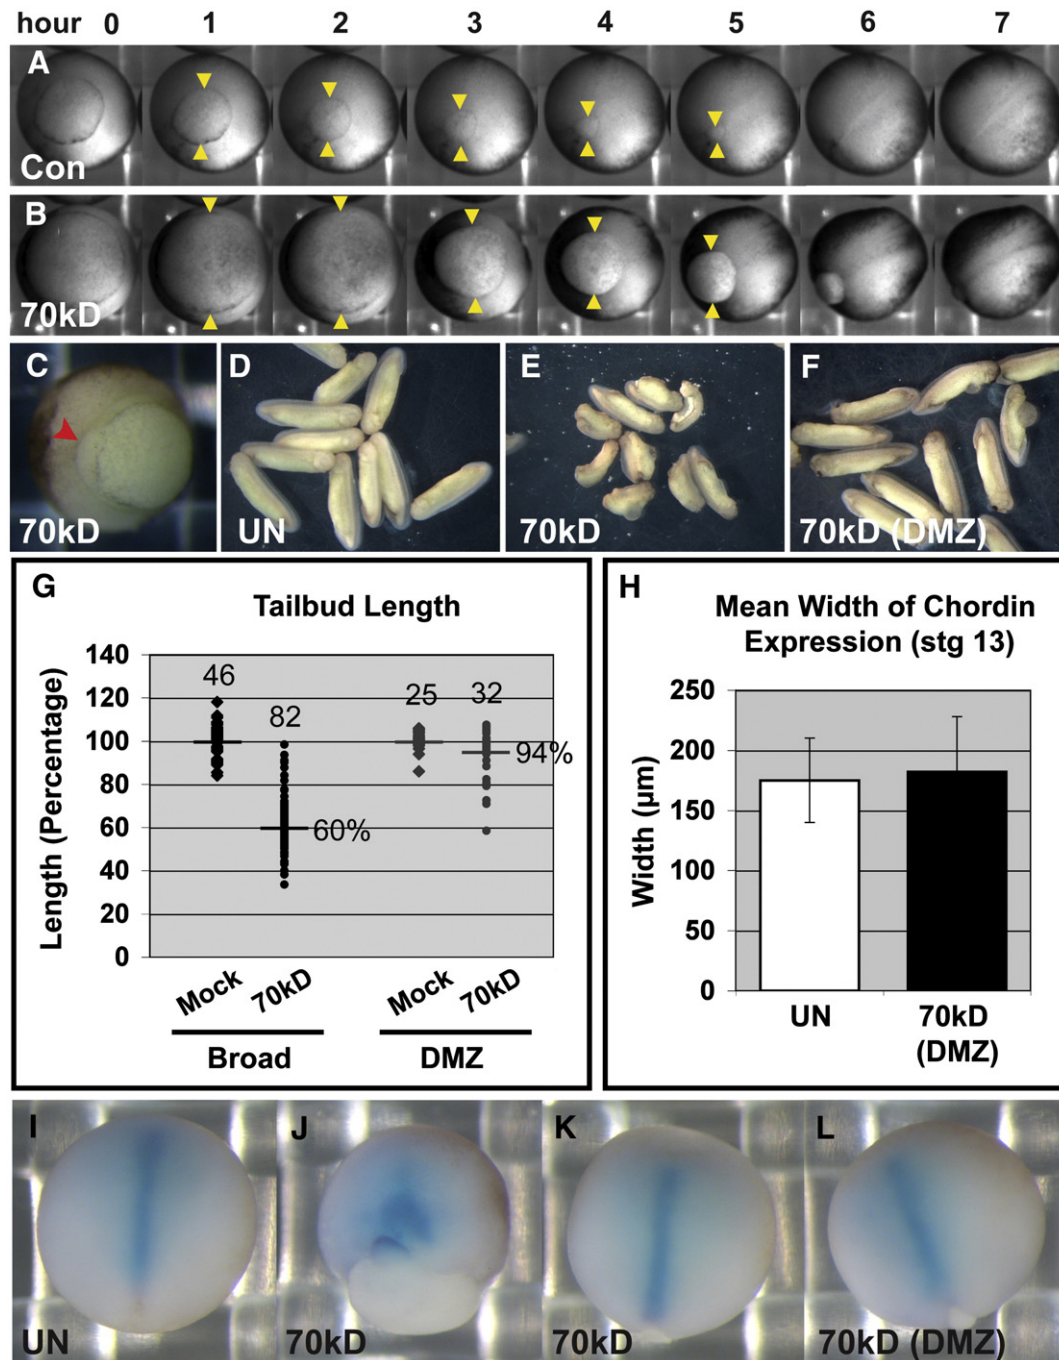 hour 0 1 2 3 4 5 6 7
A
Con
B
70kD
C
70kD
D
UN
E
70kD
F
70kD (DMZ)
G
Tailbud Length
Length (Percentage)
140
120
100
80
60
40
20
0
46
82
25
32
60%
94%
Mock
70kD
Mock
70kD
Broad
DMZ
H
Mean Width of Chordin
Expression (stg 13)
Width (µm)
250
200
150
100
50
0
UN
70kD
(DMZ)
I
UN
J
70kD
K
70kD
L
70kD (DMZ)